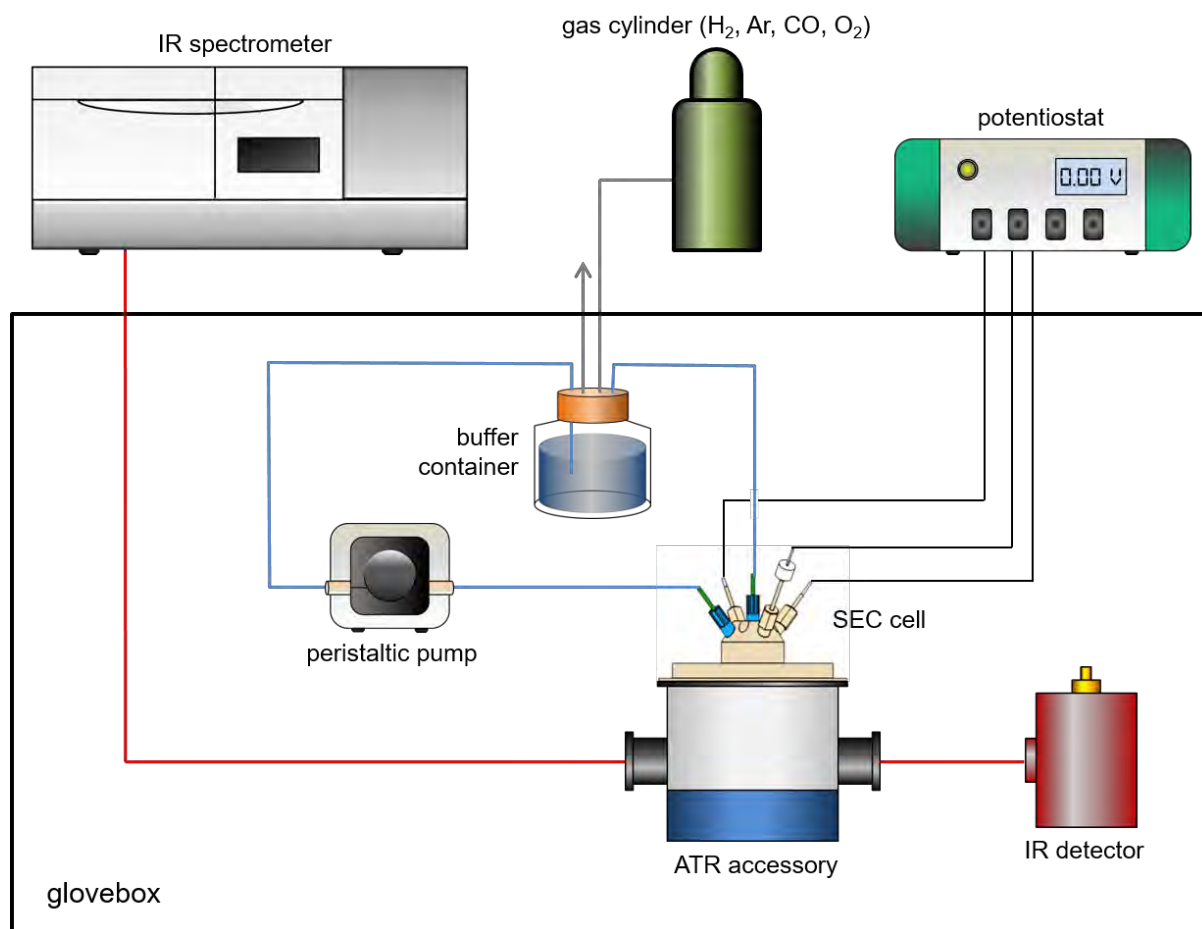 gas cylinder (H₂, Ar, CO, O₂)
IR spectrometer
potentiostat
0.00 V
buffer
container
SEC cell
peristaltic pump
ATR accessory
IR detector
glovebox